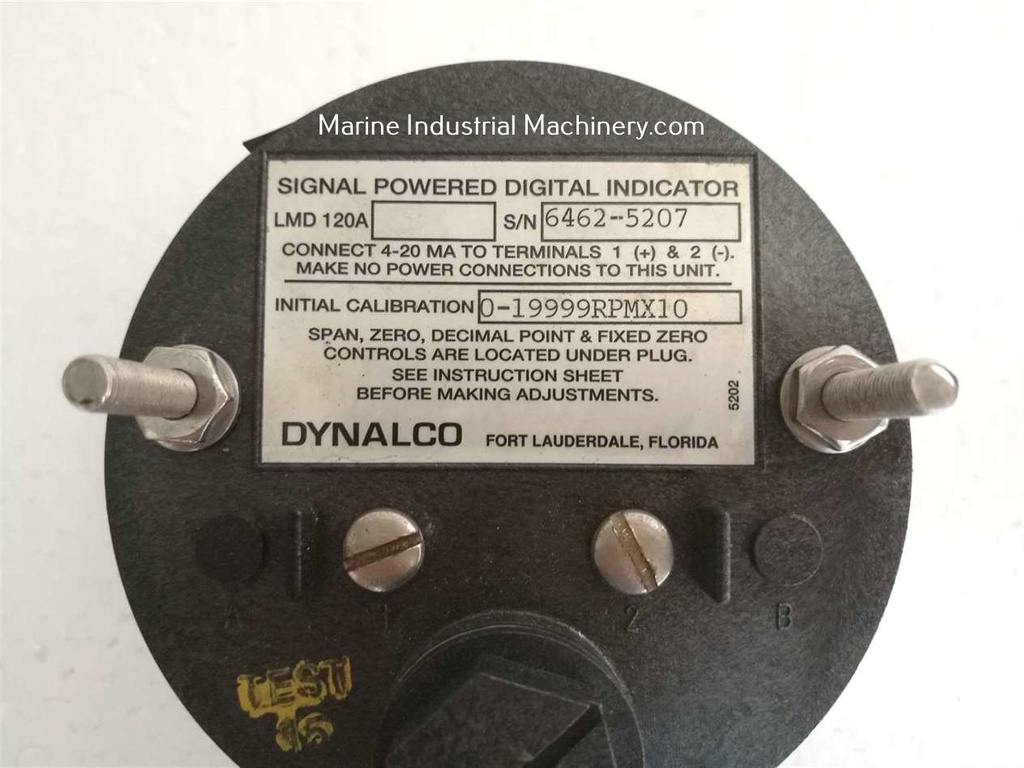 Marine Industrial Machinery.com
SIGNAL POWERED DIGITAL INDICATOR
LMD 120A S/N 6462-5207
CONNECT 4-20 MA TO TERMINALS 1 (+) & 2 (-).
MAKE NO POWER CONNECTIONS TO THIS UNIT.
INITIAL CALIBRATION 0-19999RPMX10
SPAN, ZERO, DECIMAL POINT & FIXED ZERO
CONTROLS ARE LOCATED UNDER PLUG.
SEE INSTRUCTION SHEET
BEFORE MAKING ADJUSTMENTS.
5202
DYNALCO FORT LAUDERDALE, FLORIDA
A 1 2 B
TEST